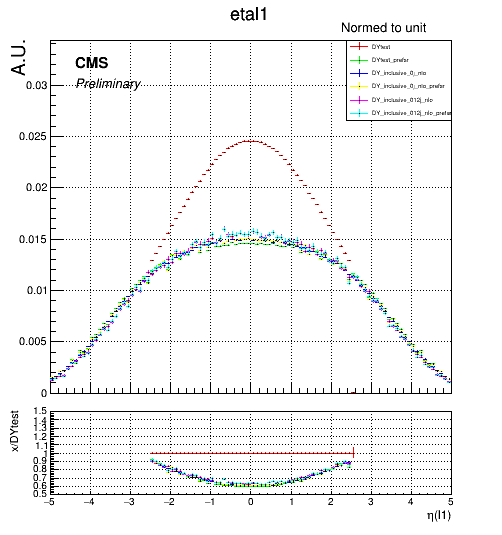 etal1
Normed to unit
A.U.
CMS
Preliminary
DYtest
DYtest_prefsr
DY_inclusive_0j_nlo
DY_inclusive_0j_nlo_prefsr
DY_inclusive_012j_nlo
DY_inclusive_012j_nlo_prefsr
0.03
0.025
0.02
0.015
0.01
0.005
0
x/DYtest
1.5
1.4
1.3
1.2
1.1
1
0.9
0.8
0.7
0.6
0.5
−5 −4 −3 −2 −1 0 1 2 3 4 5
η(l1)